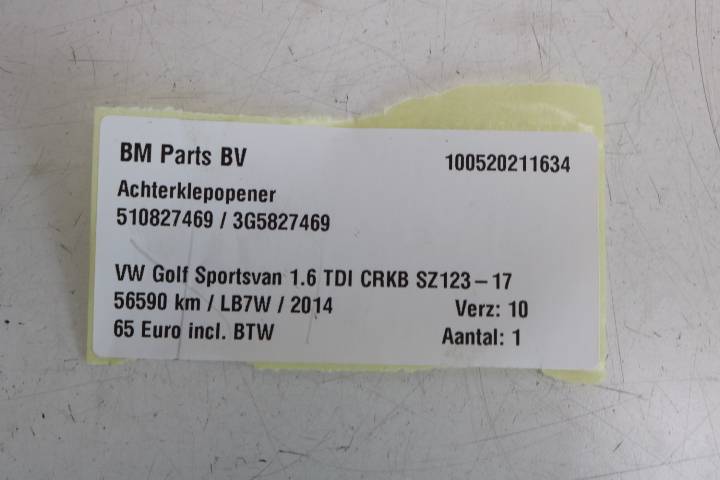 BM Parts BV 100520211634
Achterklepopener
510827469 / 3G5827469
VW Golf Sportsvan 1.6 TDI CRKB SZ123-17
56590 km / LB7W / 2014 Verz: 10
65 Euro incl. BTW Aantal: 1